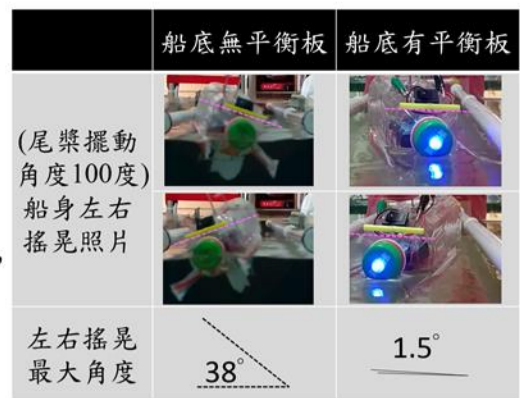 船底無平衡板 船底有平衡板
(尾槳擺動
角度100度)
船身左右
搖晃照片
左右搖晃
最大角度
38°
1.5°
,